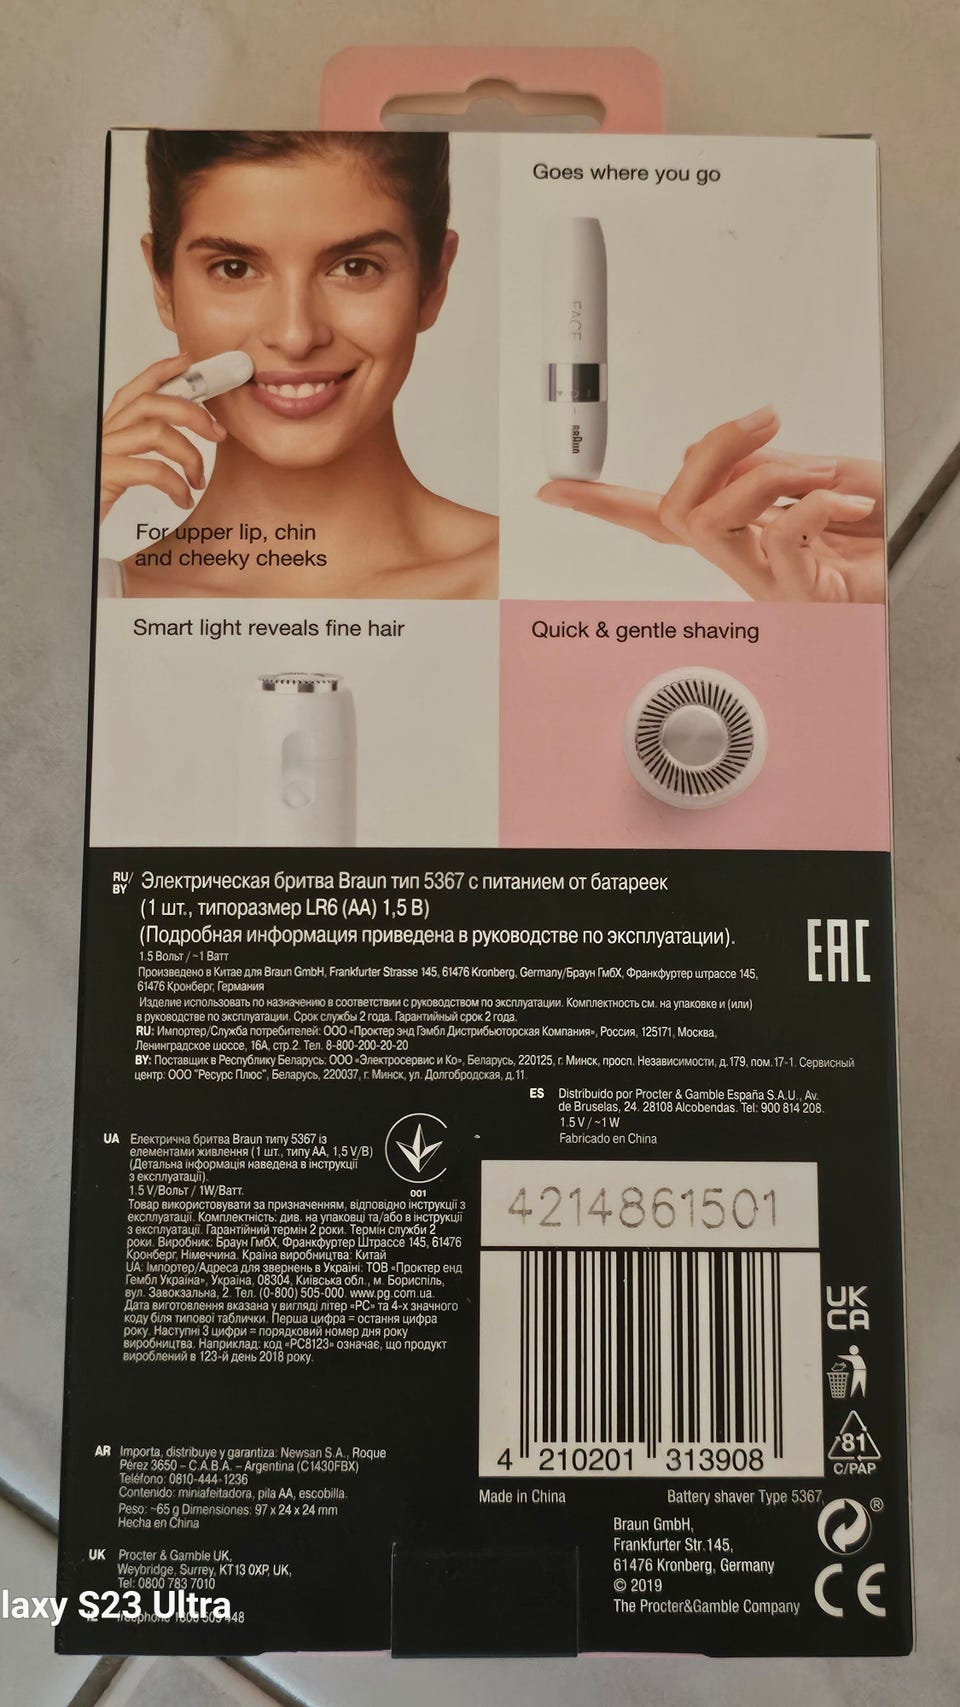 Goes where you go
FACE
BRAUN
For upper lip, chin
and cheeky cheeks
Smart light reveals fine hair
Quick & gentle shaving
RU/
BY
Электрическая бритва Braun тип 5367 с питанием от батареек
(1 шт., типоразмер LR6 (AA) 1,5 В)
(Подробная информация приведена в руководстве по эксплуатации).
1.5 Вольт / ~1 Ватт
Произведено в Китае для Braun GmbH, Frankfurter Strasse 145, 61476 Kronberg, Germany/Браун ГмбХ, Франкфуртер штрассе 145,
61476 Кронберг, Германия
Изделие использовать по назначению в соответствии с руководством по эксплуатации. Комплектность см. на упаковке и (или)
в руководстве по эксплуатации. Срок службы 2 года. Гарантийный срок 2 года.
RU: Импортер/Служба потребителей: ООО «Проктер энд Гэмбл Дистрибьюторская Компания», Россия, 125171, Москва,
Ленинградское шоссе, 16А, стр.2. Тел. 8-800-200-20-20
BY: Поставщик в Республику Беларусь: ООО «Электросервис и Ко», Беларусь, 220125, г. Минск, просп. Независимости, д.179, пом.17-1. Сервисный
центр: ООО "Ресурс Плюс", Беларусь, 220037, г. Минск, ул. Долгобродская, д.11.
EAC
ES Distribuido por Procter & Gamble España S.A.U., Av.
de Bruselas, 24. 28108 Alcobendas. Tel: 900 814 208.
1.5 V / ~1 W
Fabricado en China
UA Електрична бритва Braun типу 5367 із
елементами живлення (1 шт., типу АА, 1,5 V/В)
(Детальна інформація наведена в інструкції
з експлуатації).
1.5 V/Вольт / 1W/Ватт.
Товар використовувати за призначенням, відповідно інструкції з
експлуатації. Комплектність: див. на упаковці та/або в інструкції
з експлуатації. Гарантійний термін 2 роки. Термін служби 2
роки. Виробник: Браун ГмбХ, Франкфуртер Штрассе 145, 61476
Кронберг, Німеччина. Країна виробництва: Китай
UA: Імпортер/Адреса для звернень в Україні: ТОВ «Проктер енд
Гембл Україна», Україна, 08304, Київська обл., м. Бориспіль,
вул. Завокзальна, 2. Тел. (0-800) 505-000. www.pg.com.ua.
Дата виготовлення вказана у вигляді літер «РС» та 4-х значного
коду біля типової таблички. Перша цифра = остання цифра
року. Наступні 3 цифри = порядковий номер дня року
виробництва. Наприклад: код «РС8123» означає, що продукт
вироблений в 123-й день 2018 року.
001
4214861501
4 210201 313908
UK
CA
81
C/PAP
Made in China
Battery shaver Type 5367,
Braun GmbH,
Frankfurter Str.145,
61476 Kronberg, Germany
© 2019
The Procter&Gamble Company
®
CE
AR Importa, distribuye y garantiza: Newsan S.A., Roque
Pérez 3650 – C.A.B.A. – Argentina (C1430FBX)
Teléfono: 0810-444-1236
Contenido: miniafeitadora, pila AA, escobilla.
Peso: ~65 g Dimensiones: 97 x 24 x 24 mm
Hecha en China
UK Procter & Gamble UK,
Weybridge, Surrey, KT13 0XP, UK,
Tel: 0800 783 7010
laxy S23 Ultra